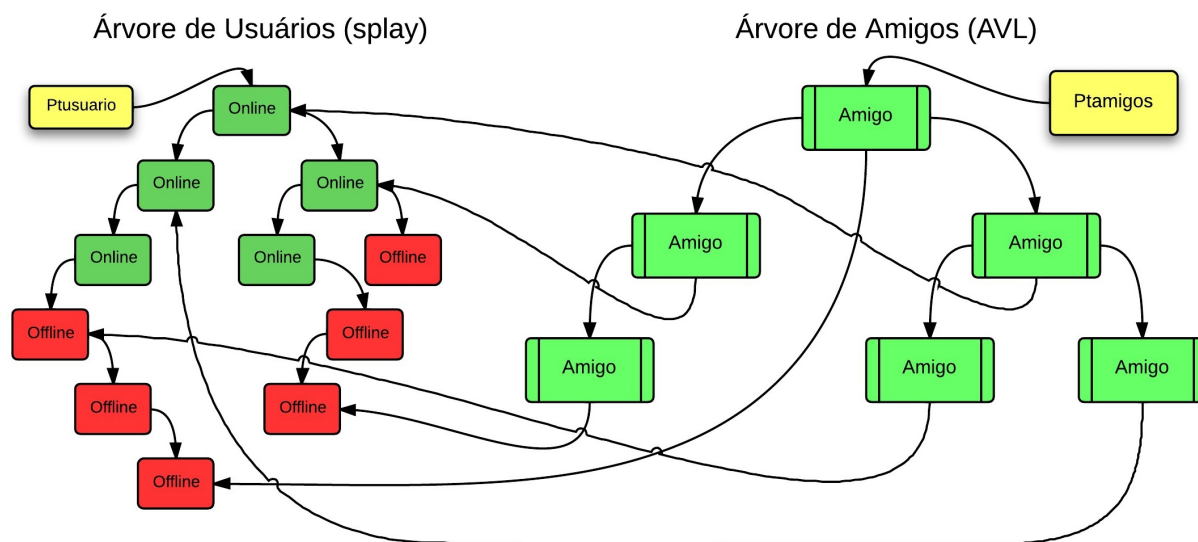 Árvore de Usuários (splay)
Árvore de Amigos (AVL)
Ptusuario
Online
Amigo
Ptamigos
Online
Online
Online
Online
Offline
Amigo
Amigo
Offline
Offline
Amigo
Amigo
Amigo
Offline
Offline
Offline